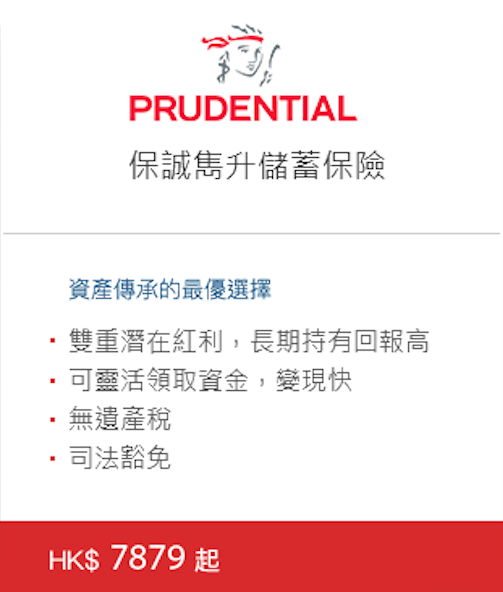 PRUDENTIAL
保誠雋升儲蓄保險
資產傳承的最優選擇
· 雙重潛在紅利，長期持有回報高
· 可靈活領取資金，變現快
· 無遺產稅
· 司法豁免
HK$ 7879 起